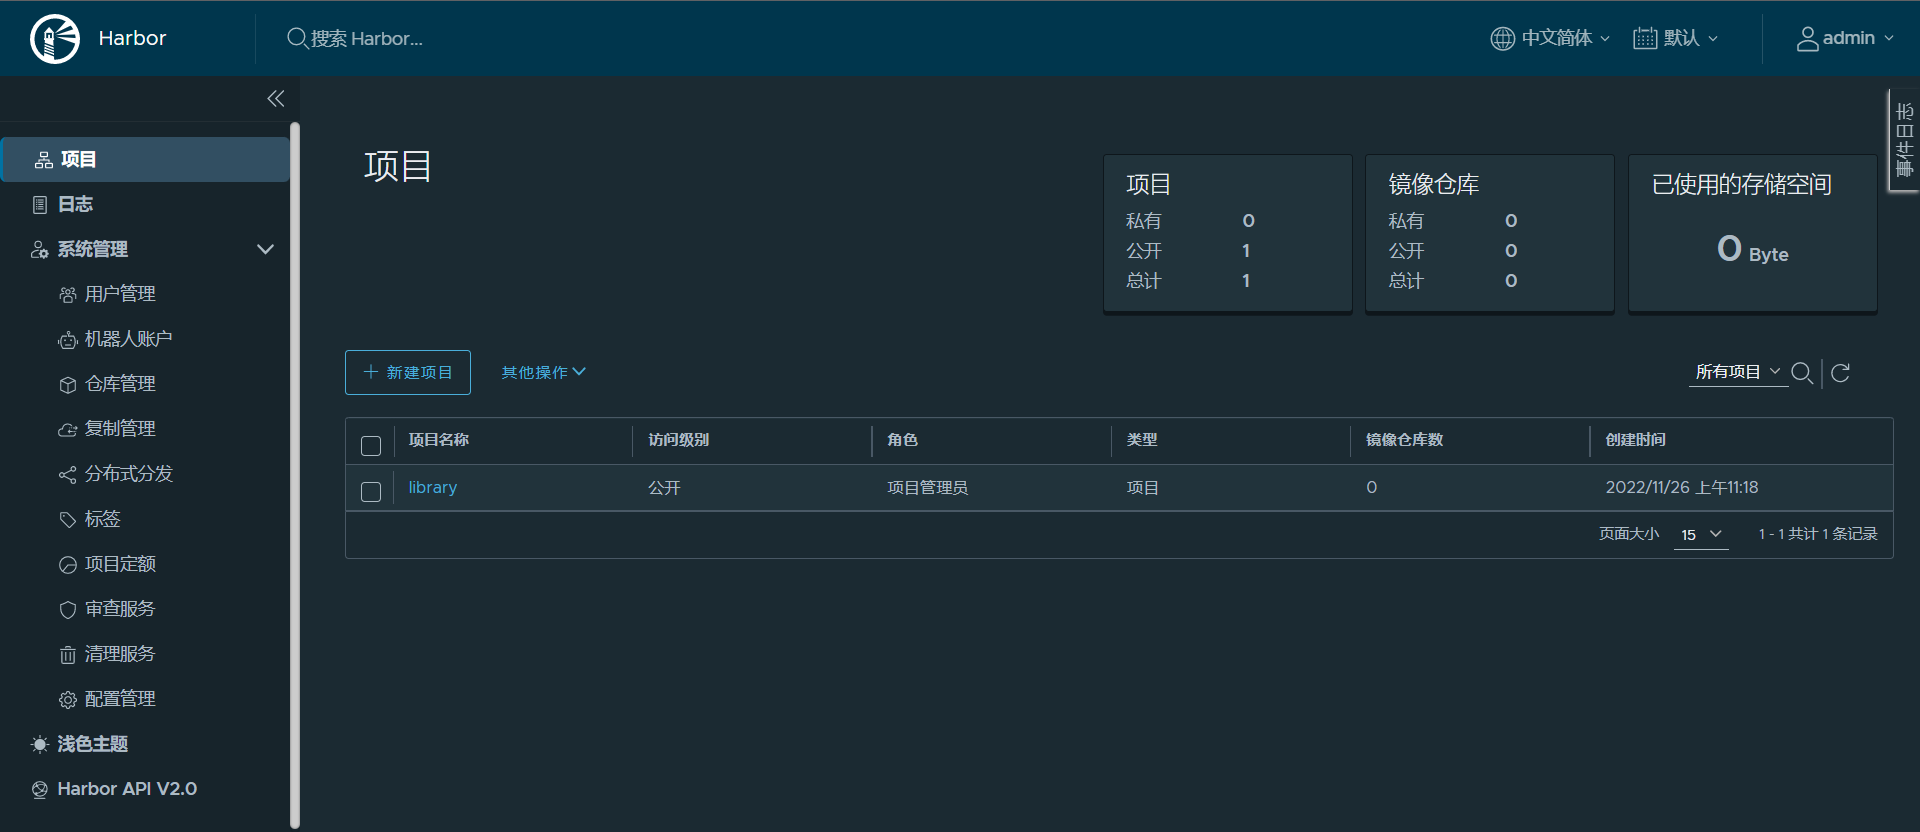 Harbor
搜索 Harbor...
中文简体
默认
admin
事件日志
项目
日志
系统管理
用户管理
机器人账户
仓库管理
复制管理
分布式分发
标签
项目定额
审查服务
清理服务
配置管理
浅色主题
Harbor API V2.0
项目
项目
私有 0
公开 1
总计 1
镜像仓库
私有 0
公开 0
总计 0
已使用的存储空间
0 Byte
新建项目
其他操作
所有项目
项目名称 访问级别 角色 类型 镜像仓库数 创建时间
library 公开 项目管理员 项目 0 2022/11/26 上午11:18
页面大小 15 1 - 1 共计 1 条记录